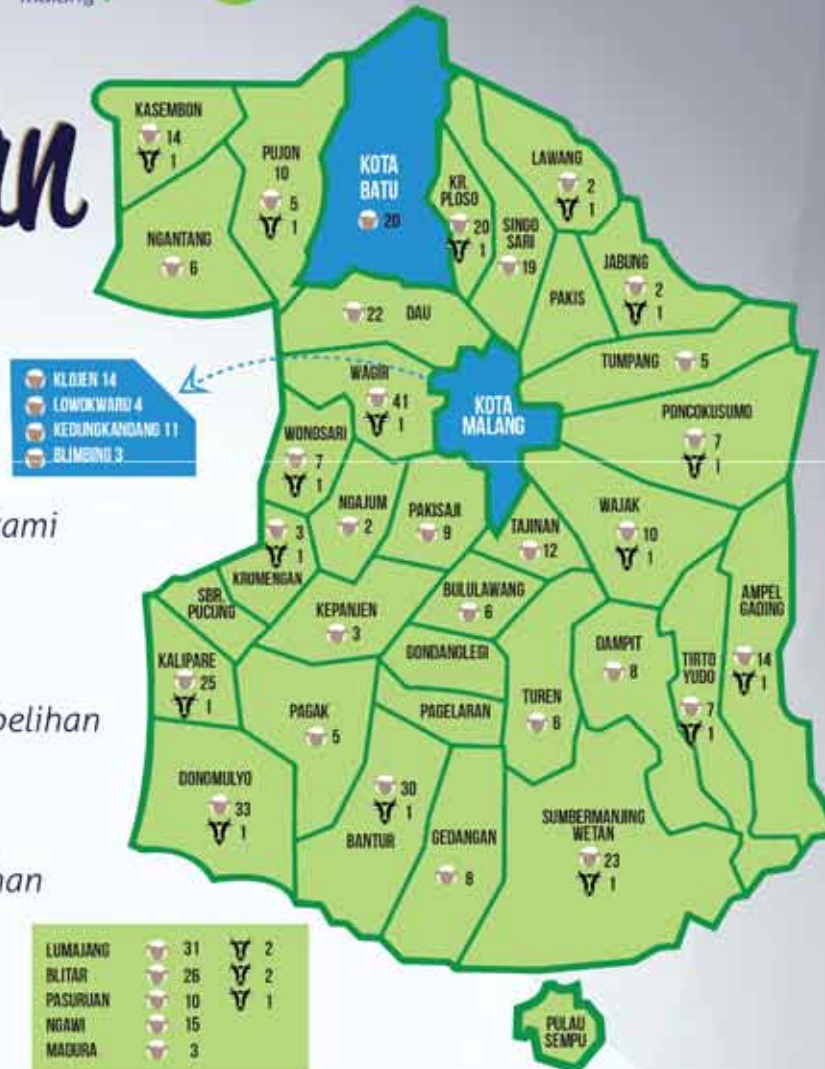 malang
an
KASEMBON
14
1
PUJON
10
5
1
NGANTANG
6
KOTA
BATU
20
KR.
PLOSO
20
1
SINGO
SARI
19
LAWANG
2
1
JABUNG
2
1
PAKIS
22 DAU
TUMPANG 5
KLOJEN 14
LOWOKWARU 4
KEDUNGKANDANG 11
BLIMBING 3
WAGIR
41
1
KOTA
MALANG
PONCOKUSUMO
7
1
WONOSARI
7
1
NGAJUM
2
PAKISAJI
9
TAJINAN
12
WAJAK
10
1
ami
3
1
KROMENGAN
SBR.
PUCUNG
KEPANJEN
3
BULULAWANG
6
GONDANGLEGI
DAMPIT
8
TIRTO
YUDO
7
1
AMPEL
GADING
14
1
KALIPARE
25
1
PAGAK
5
PAGELARAN
TUREN
6
belihan
DONOMULYO
33
1
30
1
BANTUR
GEDANGAN
8
SUMBERMANJING
WETAN
23
1
han
LUMAJANG 31 2
BLITAR 26 2
PASURUAN 10 1
NGAWI 15
MADURA 3
PULAU
SEMPU